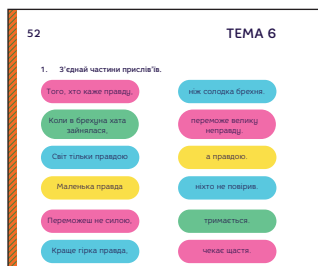 52
ТЕМА 6
1. З'єднай частини прислів'їв.
Того, хто каже правду,
ніж солодка брехня.
Коли в брехуна хата
зайнялася,
переможе велику
неправду.
Світ тільки правдою
а правдою.
Маленька правда
ніхто не повірив.
Переможеш не силою,
тримається.
Краще гірка правда,
чекає щастя.